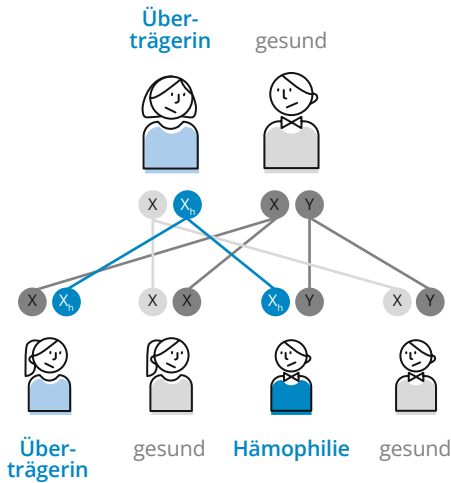 Über-
trägerin
gesund
X
Xh
X
Y
X
Xh
X
X
Xh
Y
X
Y
Über-
trägerin
gesund
Hämophilie
gesund